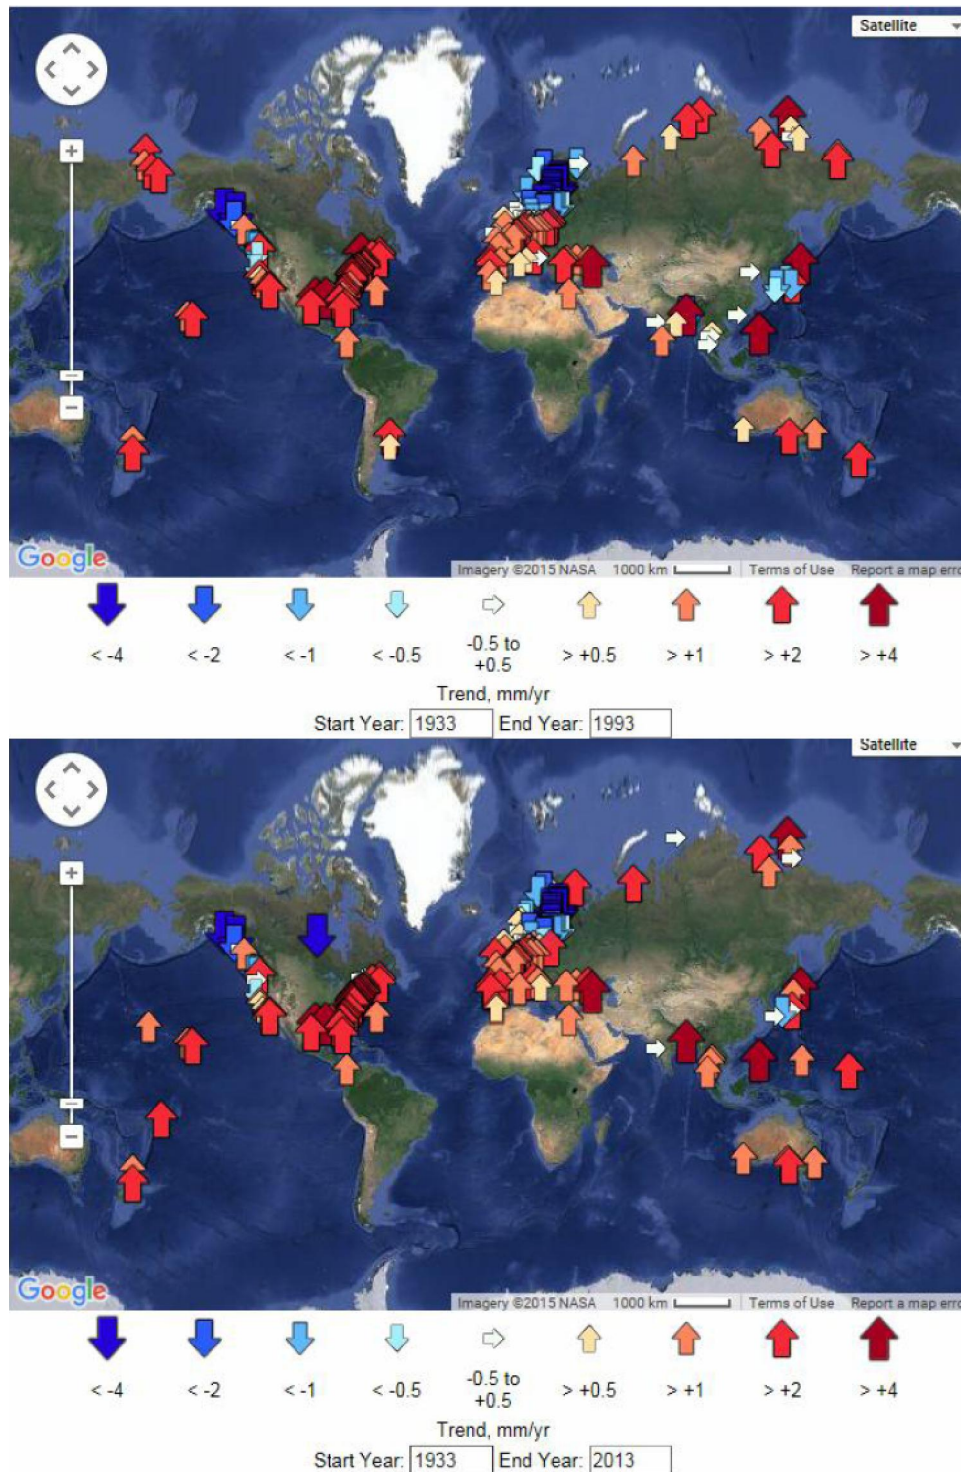 Satellite
+
−
Google
Imagery ©2015 NASA 1000 km Terms of Use Report a map erro
< -4 < -2 < -1 < -0.5 -0.5 to +0.5 > +0.5 > +1 > +2 > +4
Trend, mm/yr
Start Year: 1933 End Year: 1993
Satellite
+
−
Google
Imagery ©2015 NASA 1000 km Terms of Use Report a map erro
< -4 < -2 < -1 < -0.5 -0.5 to +0.5 > +0.5 > +1 > +2 > +4
Trend, mm/yr
Start Year: 1933 End Year: 2013